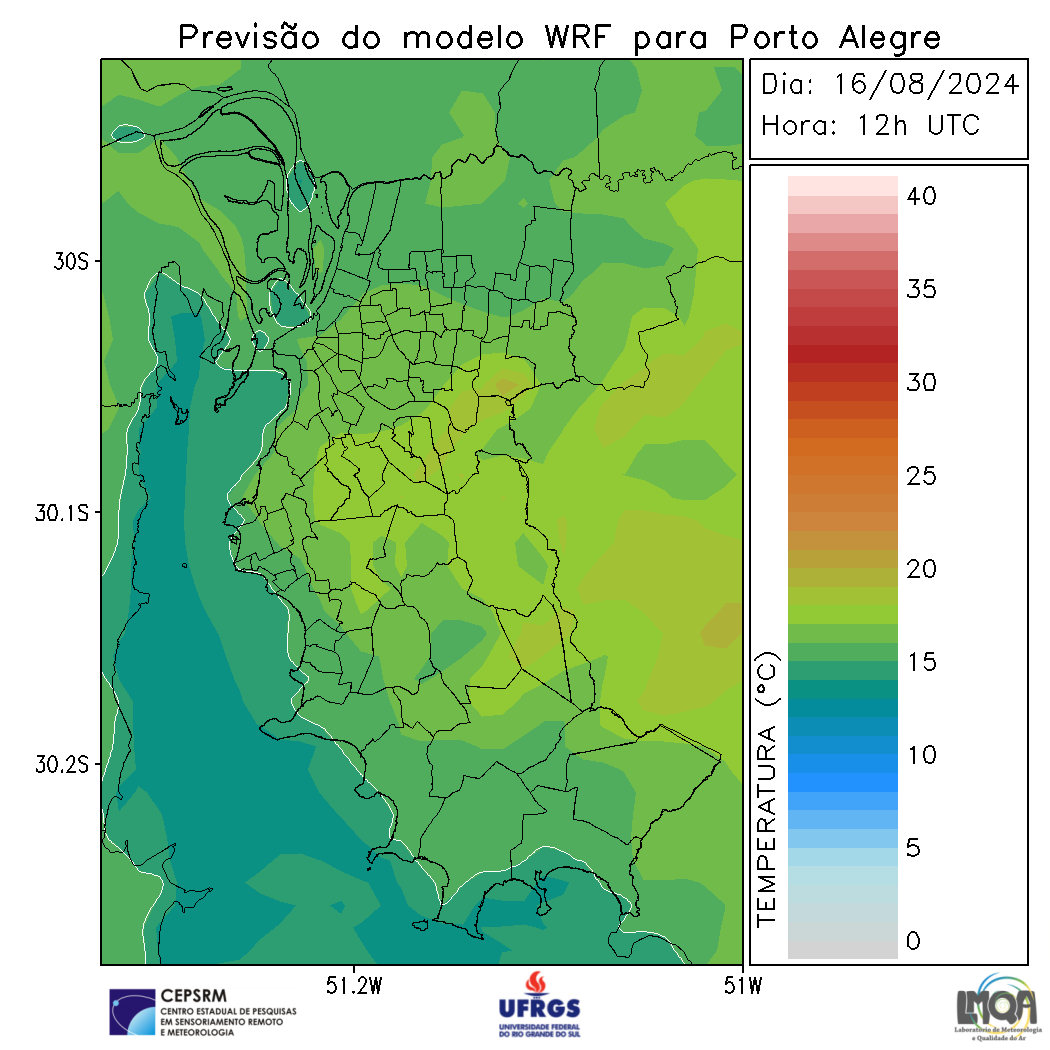 Previsão do modelo WRF para Porto Alegre
Dia: 16/08/2024
Hora: 12h UTC
30S
30.1S
30.2S
51.2W
51W
TEMPERATURA (°C)
40
35
30
25
20
15
10
5
0
CEPSRM
CENTRO ESTADUAL DE PESQUISAS
EM SENSORIAMENTO REMOTO
E METEOROLOGIA
UFRGS
UNIVERSIDADE FEDERAL
DO RIO GRANDE DO SUL
LMQA
Laboratório de Meteorologia
e Qualidade do Ar